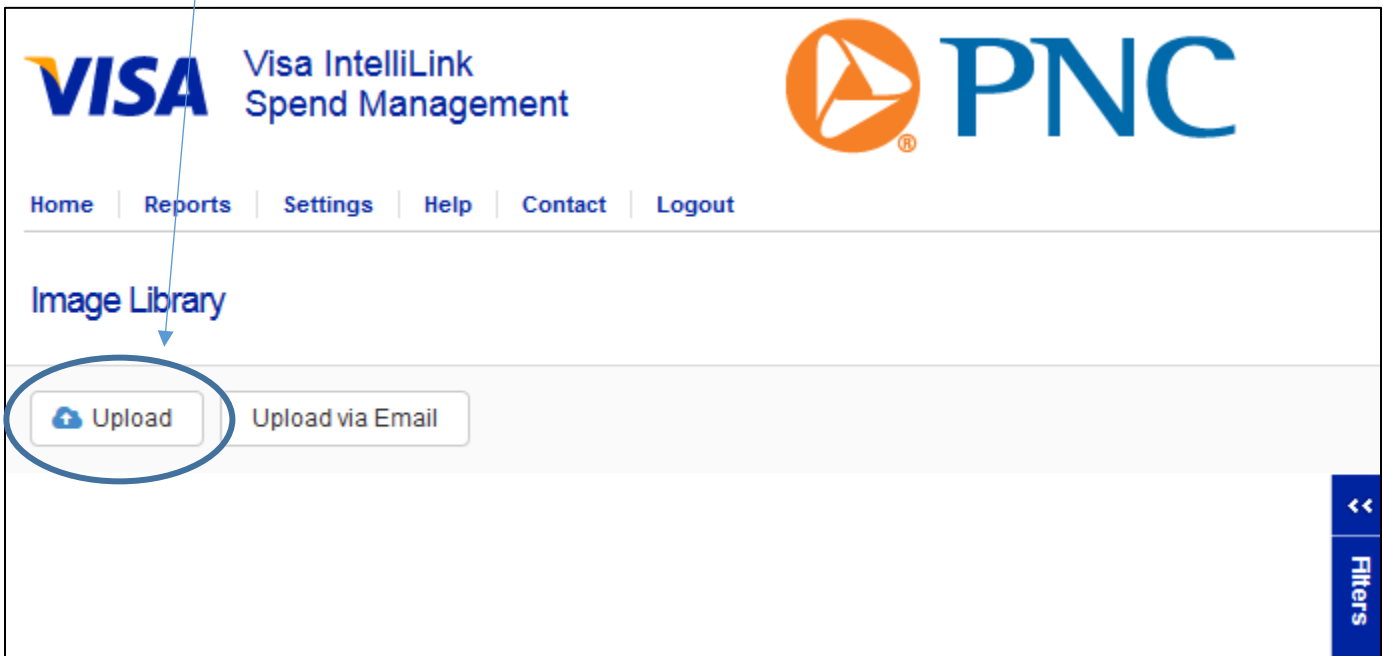 VISA
Visa IntelliLink
Spend Management
PNC
®
Home Reports Settings Help Contact Logout
Image Library
Upload Upload via Email
<<
Filters